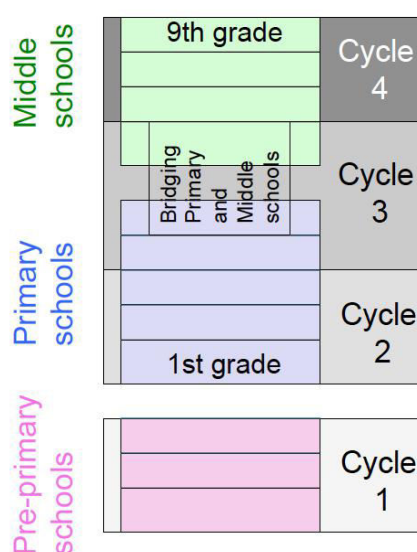 Middle
schools
9th grade
Cycle
4
Bridging
Primary
and
Middle
schools
Cycle
3
Primary
schools
1st grade
Cycle
2
Pre-primary
schools
Cycle
1